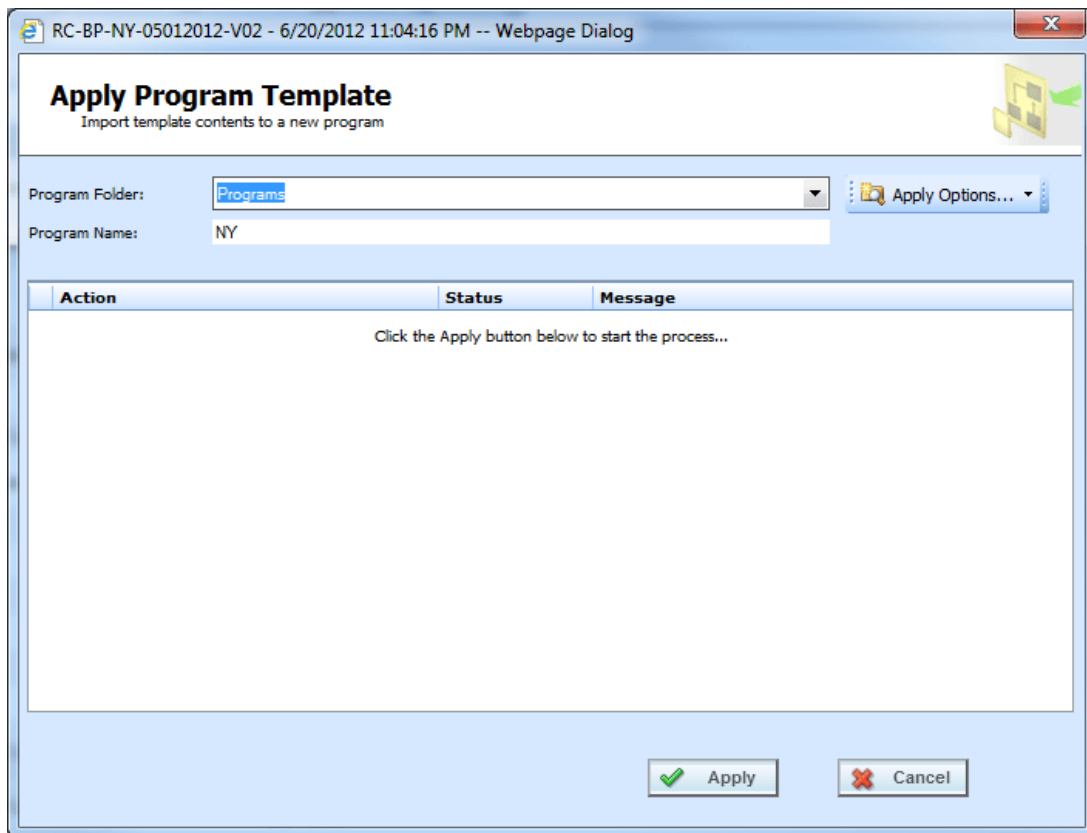 RC-BP-NY-05012012-V02 - 6/20/2012 11:04:16 PM -- Webpage Dialog
Apply Program Template
Import template contents to a new program
Program Folder: Programs Apply Options...
Program Name: NY
Action Status Message
Click the Apply button below to start the process...
Apply Cancel